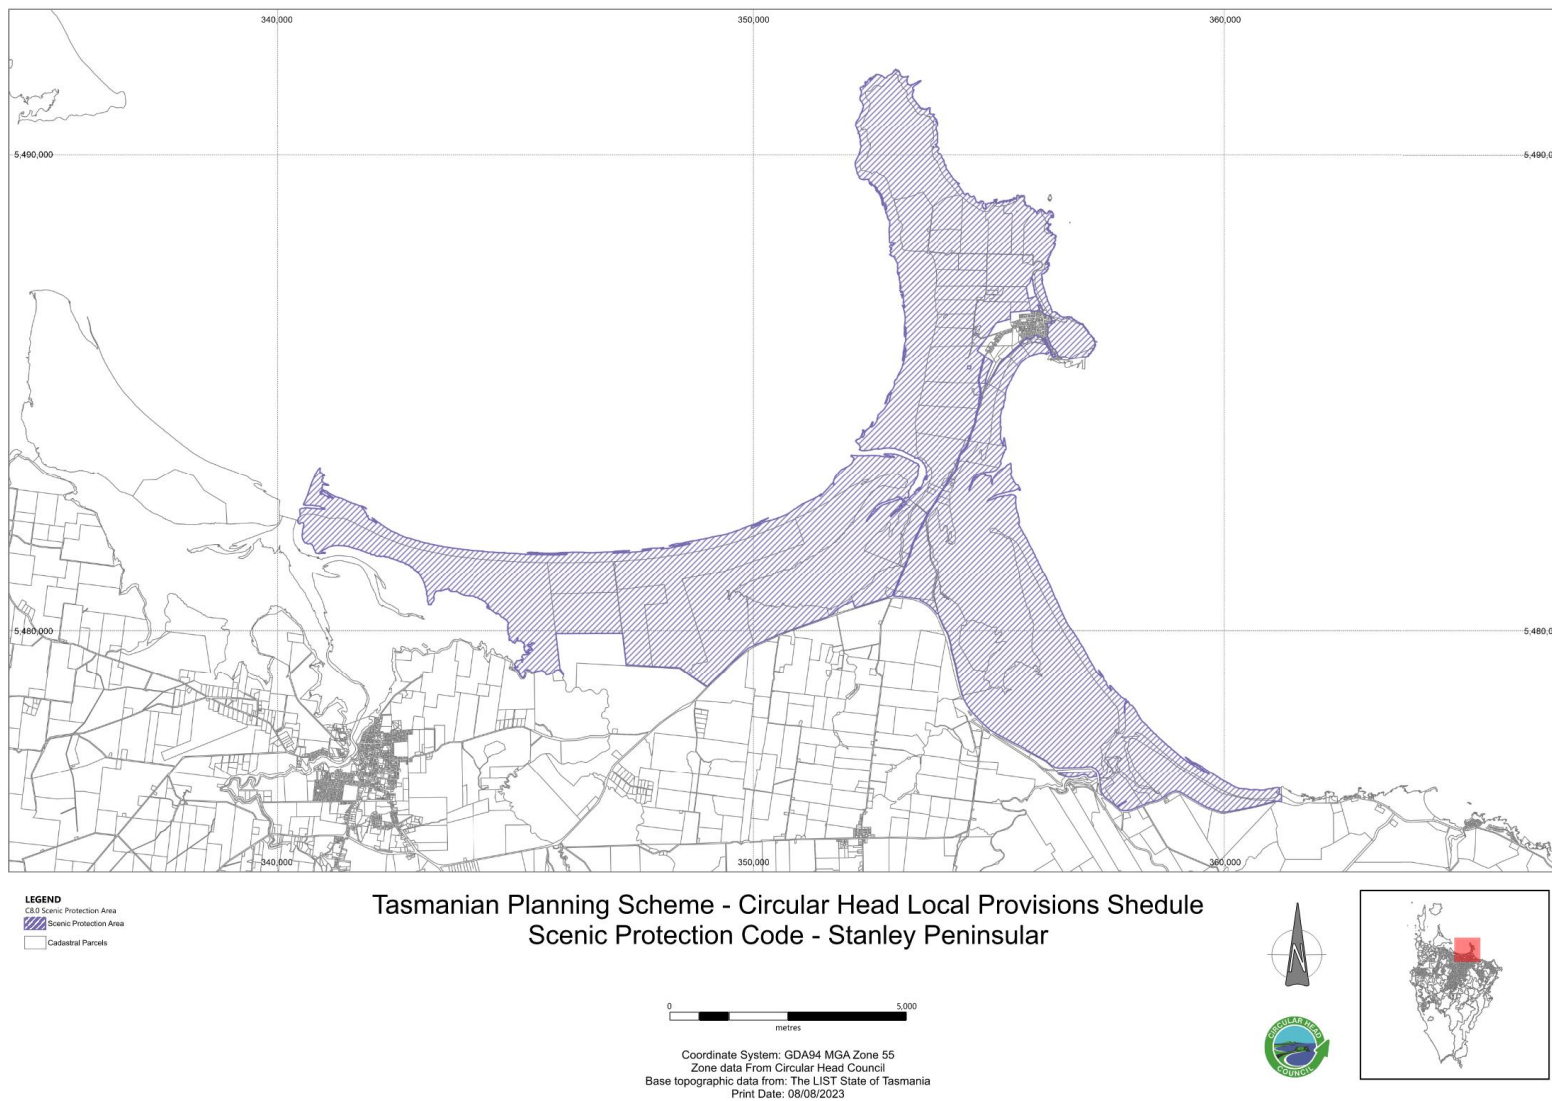 340,000
350,000
360,000
5,490,000
5,490,0
5,480,000
5,480,0
340,000
350,000
360,000
LEGEND
C8.0 Scenic Protection Area
Scenic Protection Area
Cadastral Parcels
Tasmanian Planning Scheme - Circular Head Local Provisions Shedule
Scenic Protection Code - Stanley Peninsular
0
5,000
metres
Coordinate System: GDA94 MGA Zone 55
Zone data From Circular Head Council
Base topographic data from: The LIST State of Tasmania
Print Date: 08/08/2023
N
CIRCULAR HEAD
COUNCIL